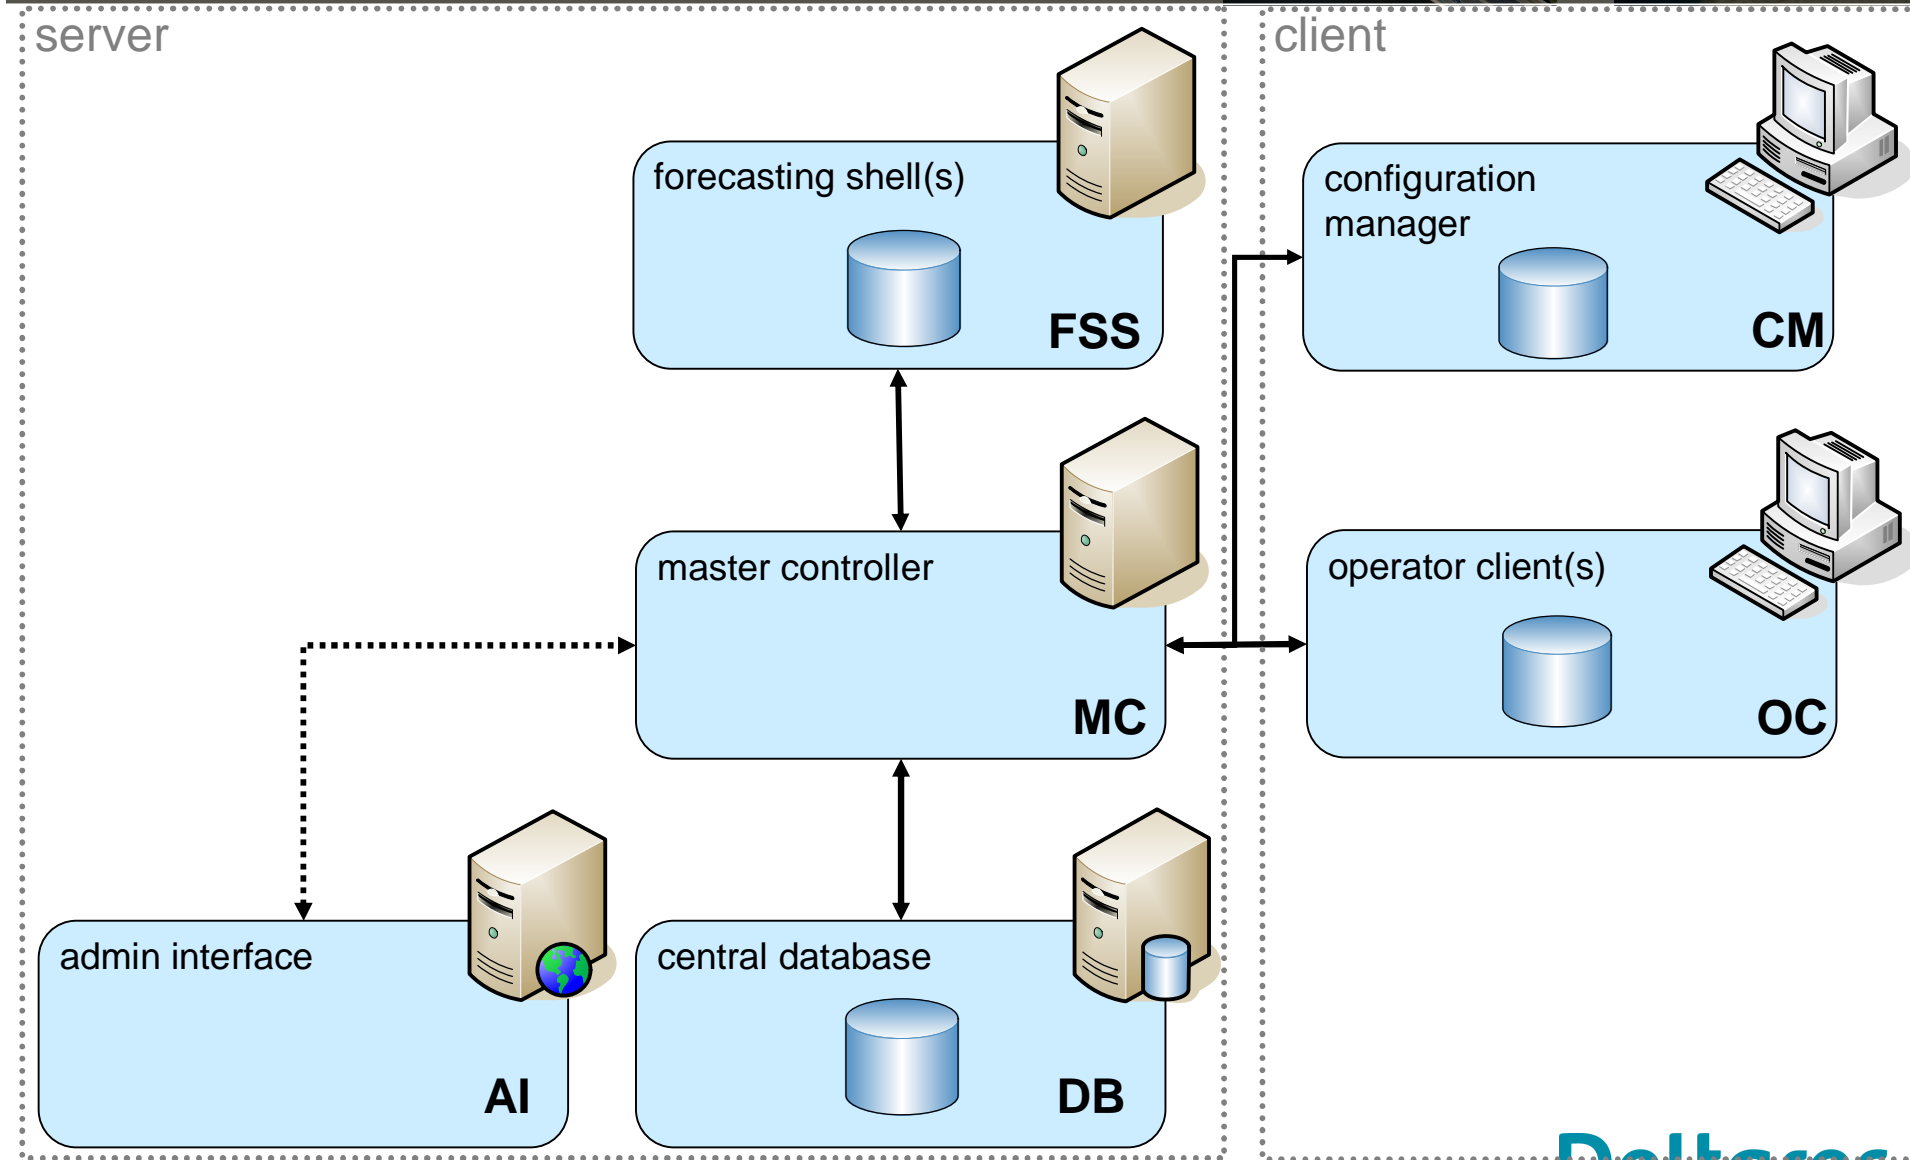 server
client
forecasting shell(s)
FSS
configuration
manager
CM
master controller
MC
operator client(s)
OC
admin interface
AI
central database
DB